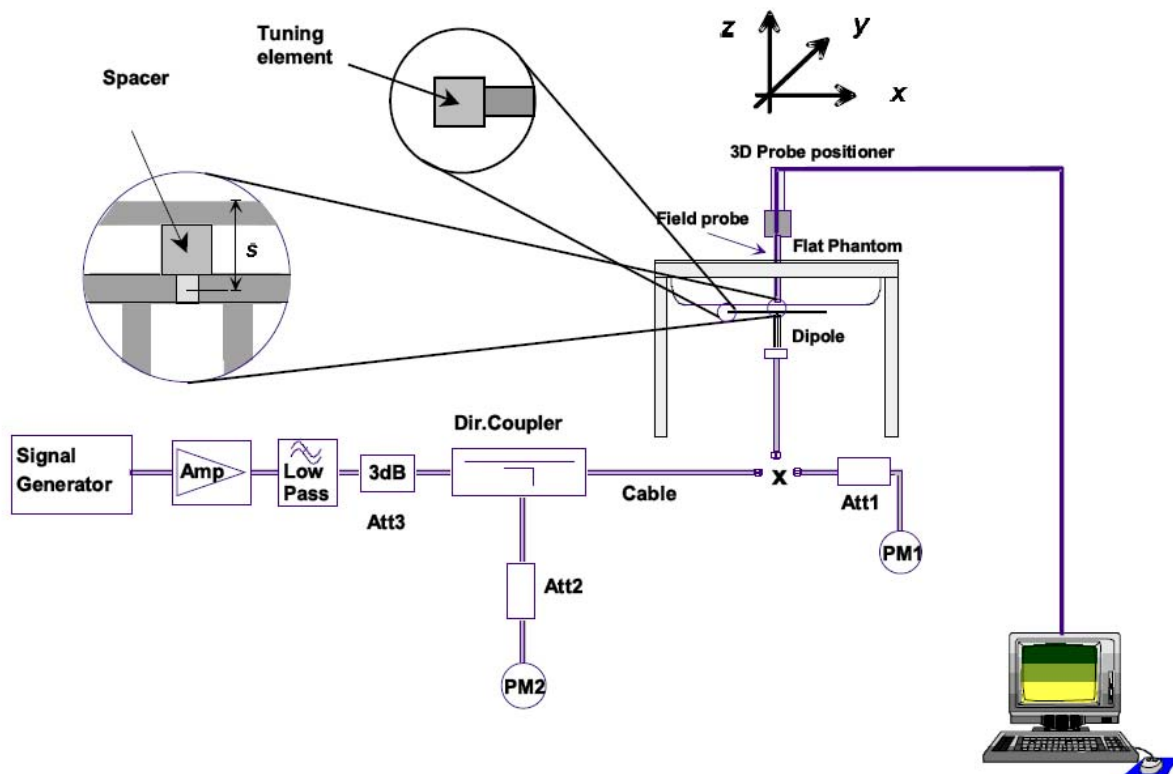 Tuning
element
Spacer
z
y
x
3D Probe positioner
Field probe
Flat Phantom
s
Dipole
Dir.Coupler
Signal
Generator
Amp
Low
Pass
3dB
Att3
Cable
x
Att1
PM1
Att2
PM2